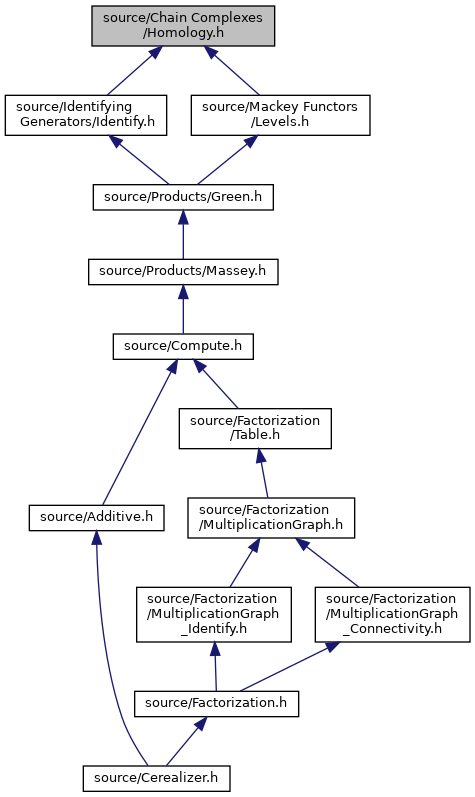 source/Chain Complexes
/Homology.h
source/Identifying
Generators/Identify.h
source/Mackey Functors
/Levels.h
source/Products/Green.h
source/Products/Massey.h
source/Compute.h
source/Factorization
/Table.h
source/Additive.h
source/Factorization
/MultiplicationGraph.h
source/Factorization
/MultiplicationGraph
_Identify.h
source/Factorization
/MultiplicationGraph
_Connectivity.h
source/Factorization.h
source/Cerealizer.h